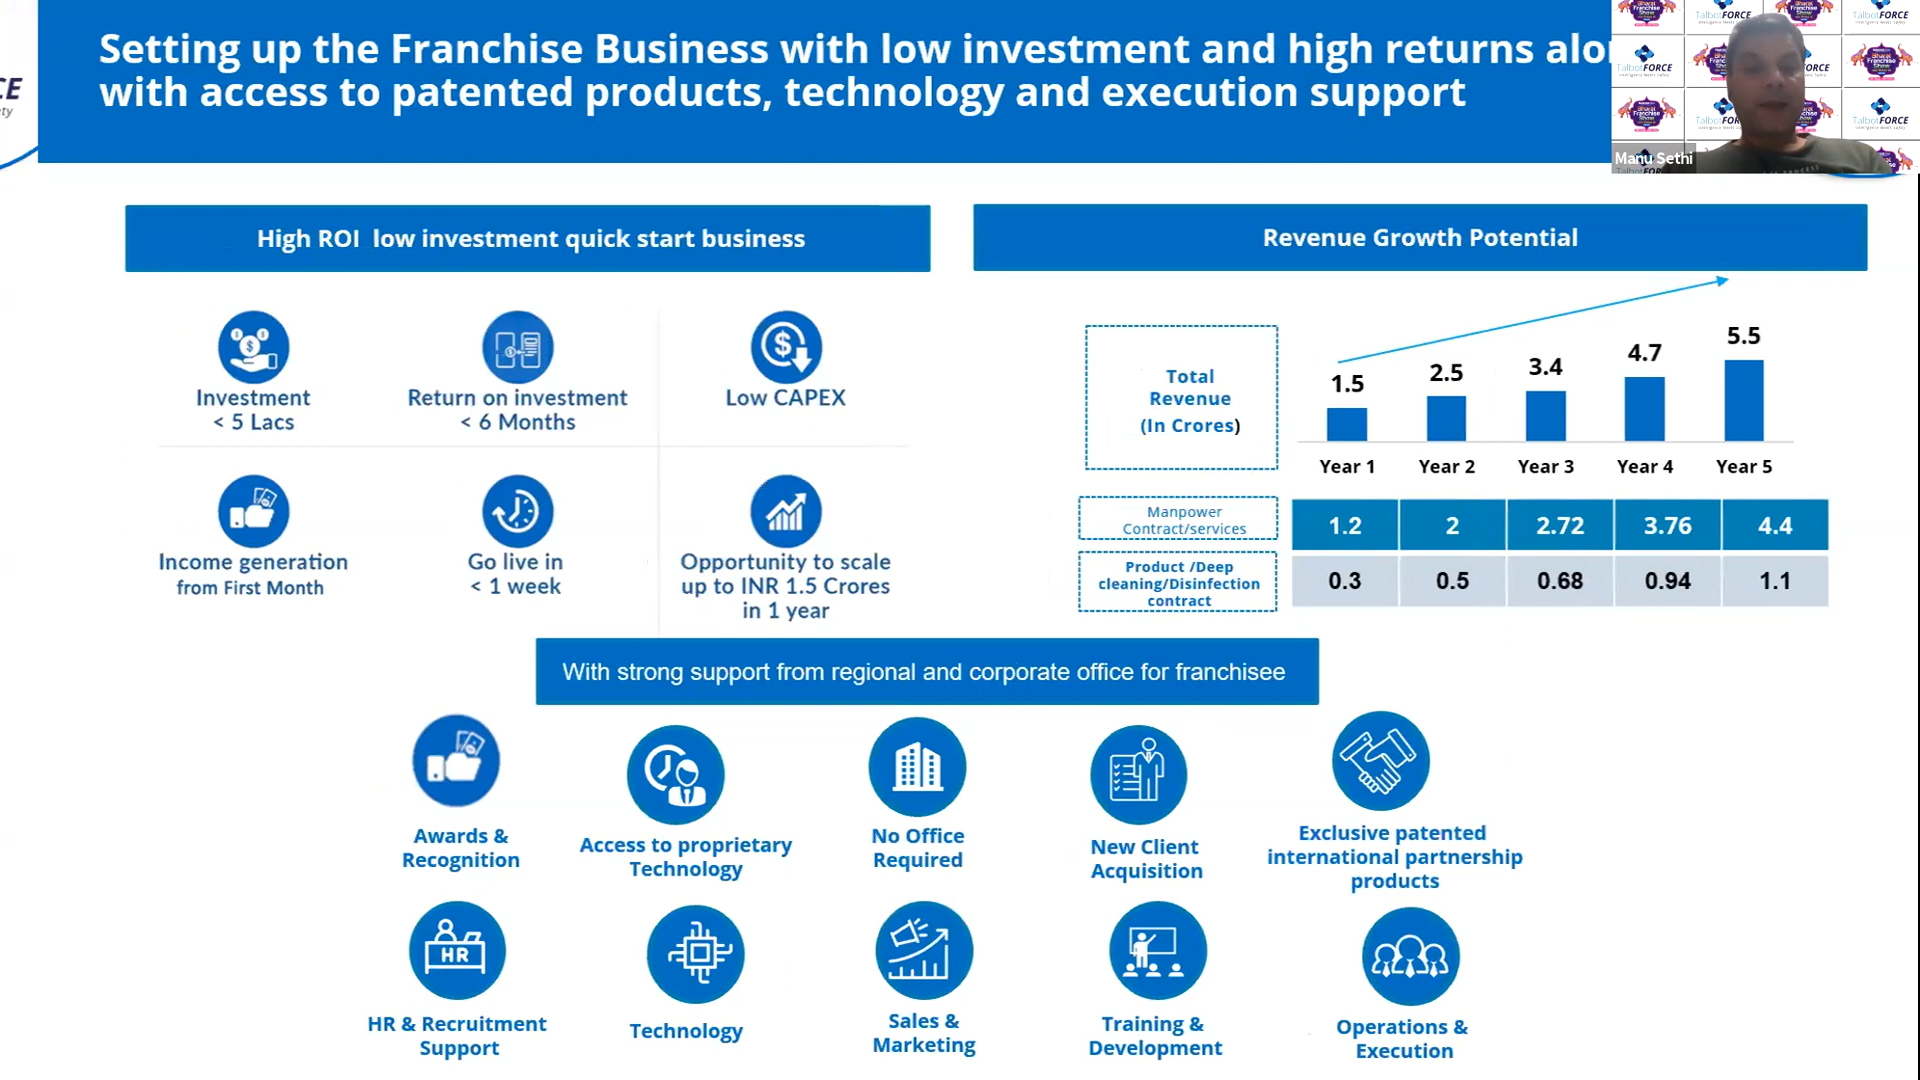 Setting up the Franchise Business with low investment and high returns
with access to patented products, technology and execution support
CE
ty
Manu Sethi
TalbotFORCE
Bharat
Franchise
Show
High ROI low investment quick start business
Revenue Growth Potential
Investment
< 5 Lacs
Return on investment
< 6 Months
Low CAPEX
Income generation
from First Month
Go live in
< 1 week
Opportunity to scale
up to INR 1.5 Crores
in 1 year
Total
Revenue
(In Crores)
1.5
2.5
3.4
4.7
5.5
Year 1
Year 2
Year 3
Year 4
Year 5
Manpower
Contract/services
1.2
2
2.72
3.76
4.4
Product /Deep
cleaning/Disinfection
contract
0.3
0.5
0.68
0.94
1.1
With strong support from regional and corporate office for franchisee
Awards &
Recognition
Access to proprietary
Technology
No Office
Required
New Client
Acquisition
Exclusive patented
international partnership
products
HR
HR & Recruitment
Support
Technology
Sales &
Marketing
Training &
Development
Operations &
Execution